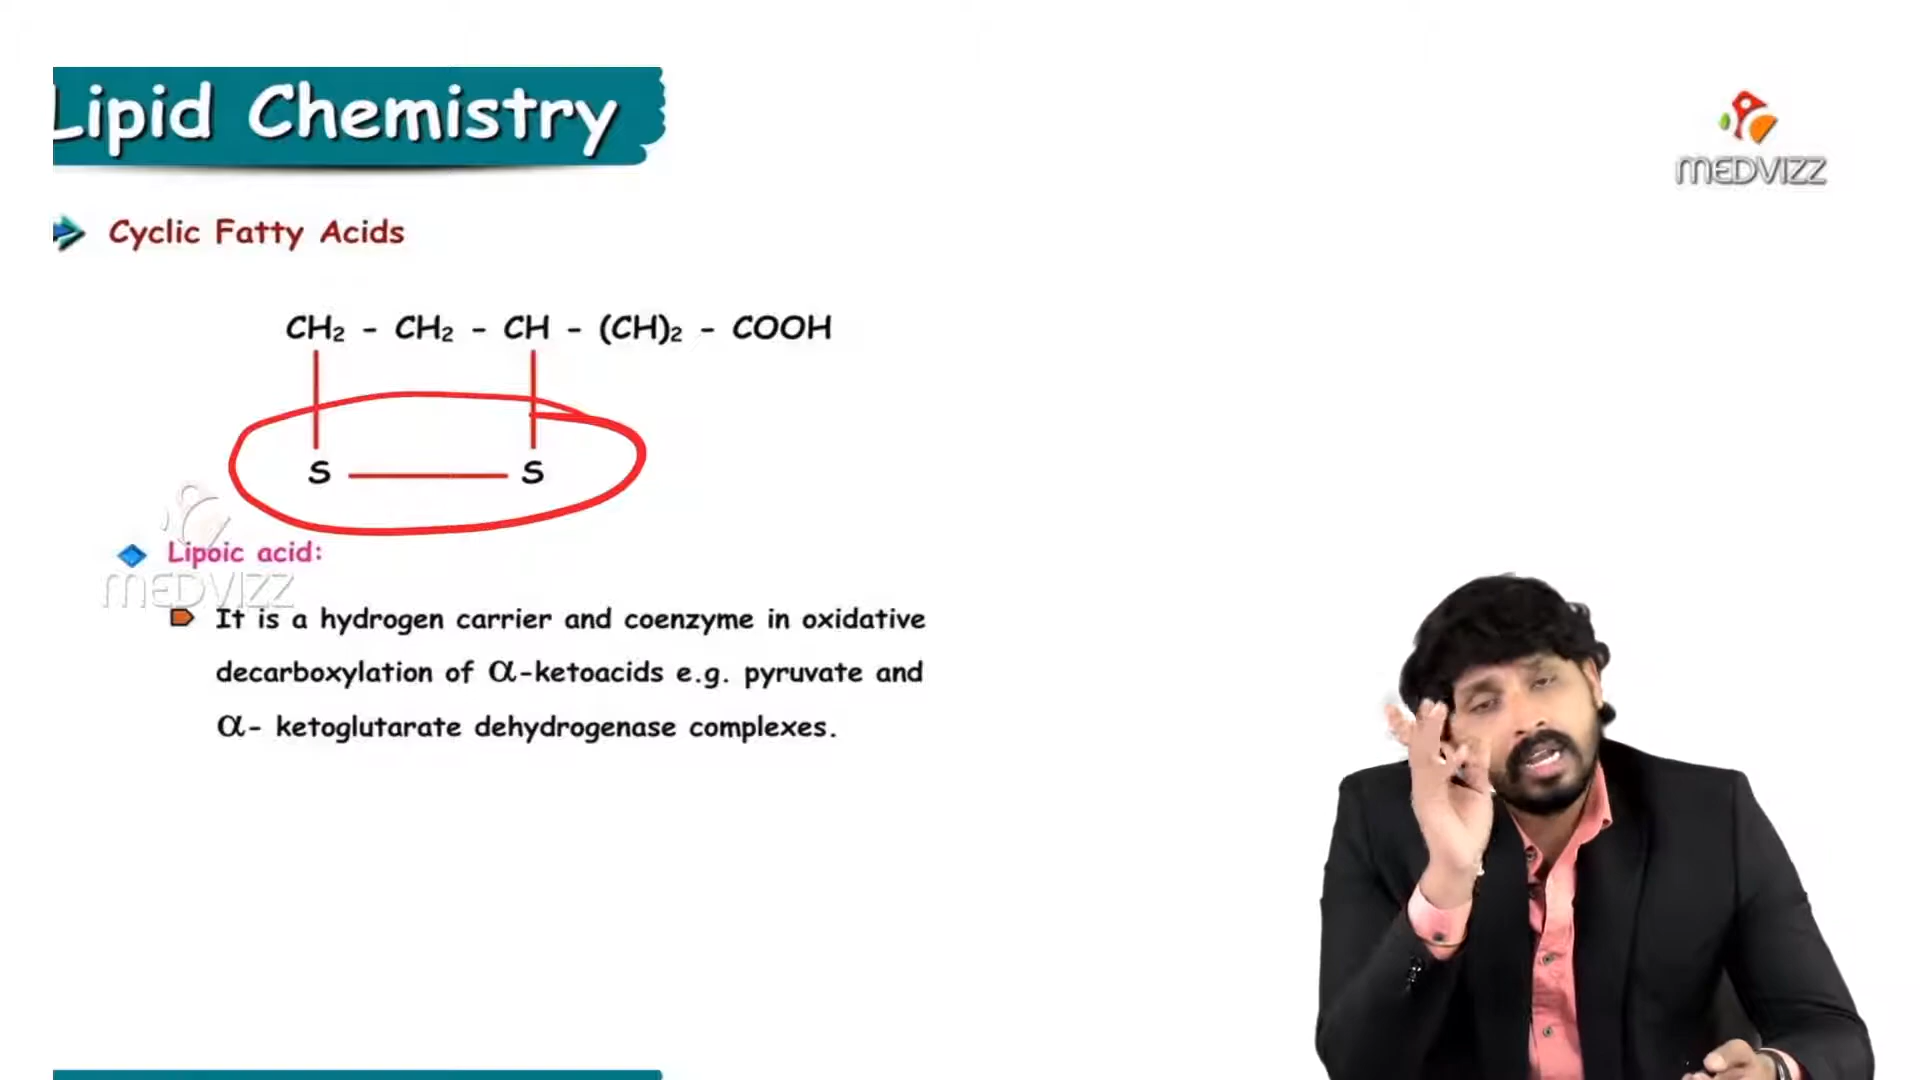 Lipid Chemistry
MEDVIZZ
Cyclic Fatty Acids
CH₂ - CH₂ - CH - (CH)₂ - COOH
S S
Lipoic acid:
MEDVIZZ
It is a hydrogen carrier and coenzyme in oxidative
decarboxylation of α-ketoacids e.g. pyruvate and
α- ketoglutarate dehydrogenase complexes.